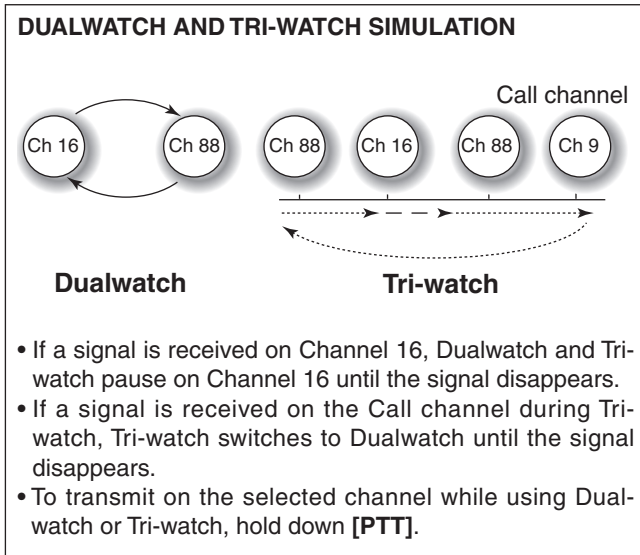 DUALWATCH AND TRI-WATCH SIMULATION
Call channel
Ch 16
Ch 88
Ch 88
Ch 16
Ch 88
Ch 9
Dualwatch
Tri-watch
• If a signal is received on Channel 16, Dualwatch and Tri-
watch pause on Channel 16 until the signal disappears.
• If a signal is received on the Call channel during Tri-
watch, Tri-watch switches to Dualwatch until the signal
disappears.
• To transmit on the selected channel while using Dual-
watch or Tri-watch, hold down [PTT].